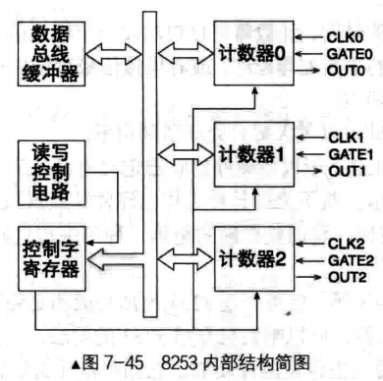 数据
总线
缓冲器
计数器0
CLK0
GATE0
OUT0
读写
控制
电路
计数器1
CLK1
GATE1
OUT1
控制字
寄存器
计数器2
CLK2
GATE2
OUT2
▲图 7-45 8253 内部结构简图